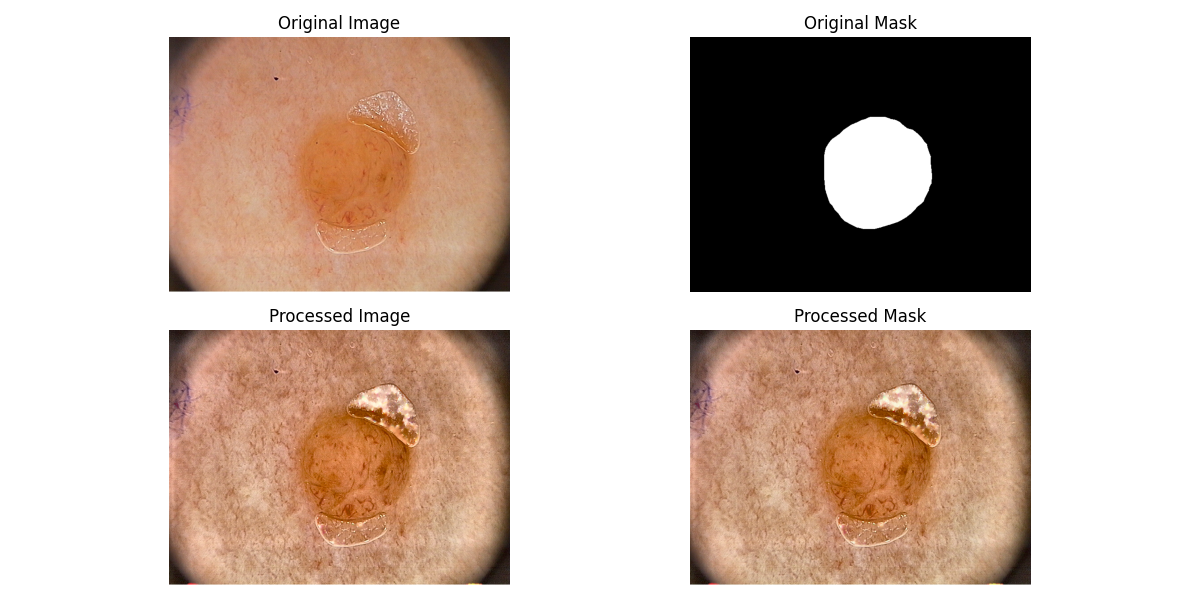 Original Image
Original Mask
Processed Image
Processed Mask